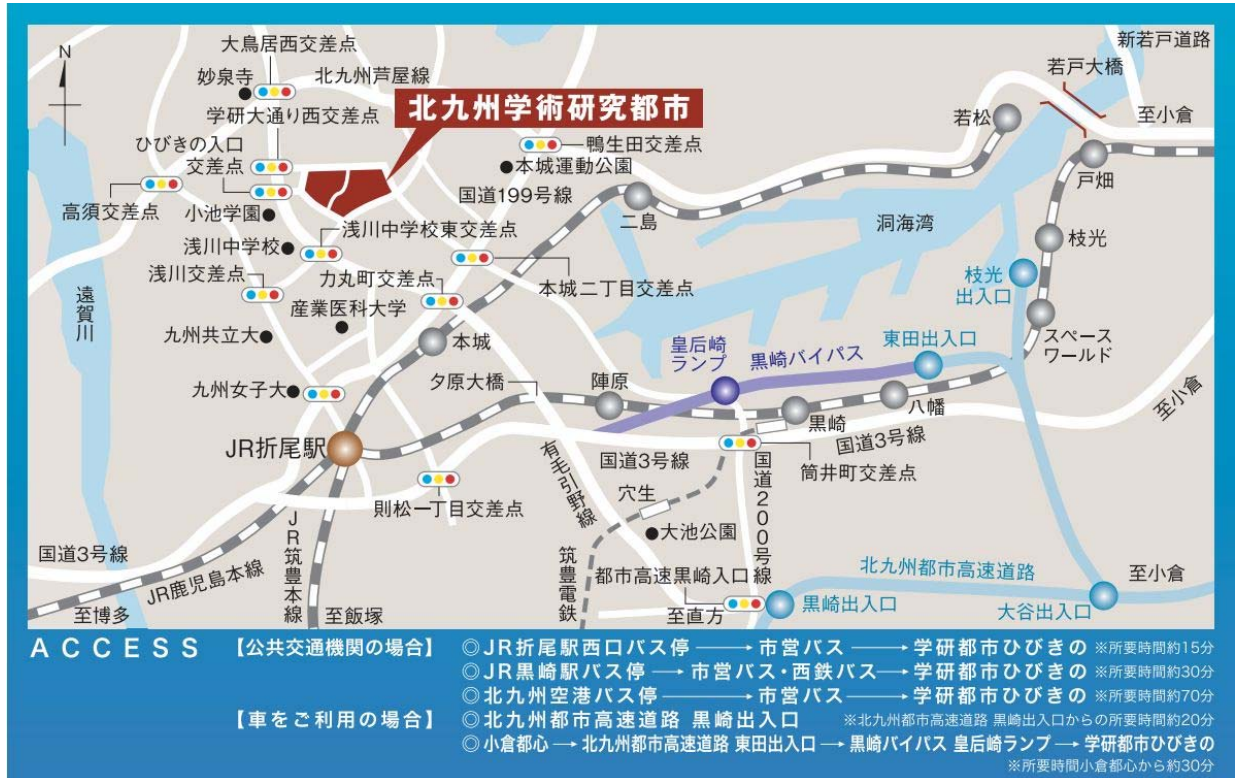 大鳥居西交差点
新若戸道路
N
妙泉寺
北九州芦屋線
若戸大橋
学研大通り西交差点
北九州学術研究都市
若松
至小倉
ひびきの入口
交差点
鴨生田交差点
本城運動公園
戸畑
高須交差点
小池学園
国道199号線
二島
洞海湾
浅川中学校
浅川中学校東交差点
枝光
浅川交差点
力丸町交差点
本城二丁目交差点
枝光
出入口
遠賀川
産業医科大学
九州共立大
本城
皇后崎
ランプ
黒崎バイパス
東田出入口
スペース
ワールド
九州女子大
夕原大橋
陣原
黒崎
八幡
至小倉
JR折尾駅
国道3号線
国道3号線
筒井町交差点
有毛引野線
穴生
国道200号線
則松一丁目交差点
大池公園
国道3号線
JR鹿児島本線
JR筑豊本線
筑豊電鉄
都市高速黒崎入口
北九州都市高速道路
至小倉
至博多
至飯塚
至直方
黒崎出入口
大谷出入口
ACCESS
【公共交通機関の場合】
◎JR折尾駅西口バス停 → 市営バス → 学研都市ひびきの ※所要時間約15分
◎JR黒崎駅バス停 → 市営バス・西鉄バス → 学研都市ひびきの ※所要時間約30分
◎北九州空港バス停 → 市営バス → 学研都市ひびきの ※所要時間約70分
【車をご利用の場合】
◎北九州都市高速道路 黒崎出入口 ※北九州都市高速道路 黒崎出入口からの所要時間約20分
◎小倉都心 → 北九州都市高速道路 東田出入口 → 黒崎バイパス 皇后崎ランプ → 学研都市ひびきの
※所要時間小倉都心から約30分